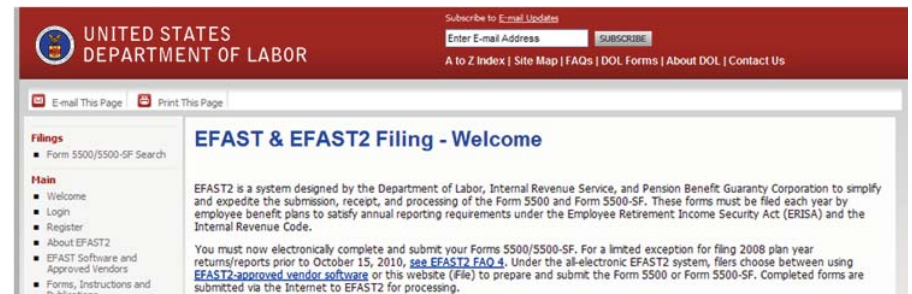 Subscribe to E-mail Updates
UNITED STATES
DEPARTMENT OF LABOR
Enter E-mail Address
SUBSCRIBE
A to Z Index | Site Map | FAQs | DOL Forms | About DOL | Contact Us
E-mail This Page
Print This Page
Filings
Form 5500/5500-SF Search
Main
Welcome
Login
Register
About EFAST2
EFAST Software and
Approved Vendors
Forms, Instructions and
Publications
EFAST & EFAST2 Filing - Welcome
EFAST2 is a system designed by the Department of Labor, Internal Revenue Service, and Pension Benefit Guaranty Corporation to simplify
and expedite the submission, receipt, and processing of the Form 5500 and Form 5500-SF. These forms must be filed each year by
employee benefit plans to satisfy annual reporting requirements under the Employee Retirement Income Security Act (ERISA) and the
Internal Revenue Code.
You must now electronically complete and submit your Forms 5500/5500-SF. For a limited exception for filing 2008 plan year
returns/reports prior to October 15, 2010, see EFAST2 FAQ 4. Under the all-electronic EFAST2 system, filers choose between using
EFAST2-approved vendor software or this website (IFile) to prepare and submit the Form 5500 or Form 5500-SF. Completed forms are
submitted via the Internet to EFAST2 for processing.